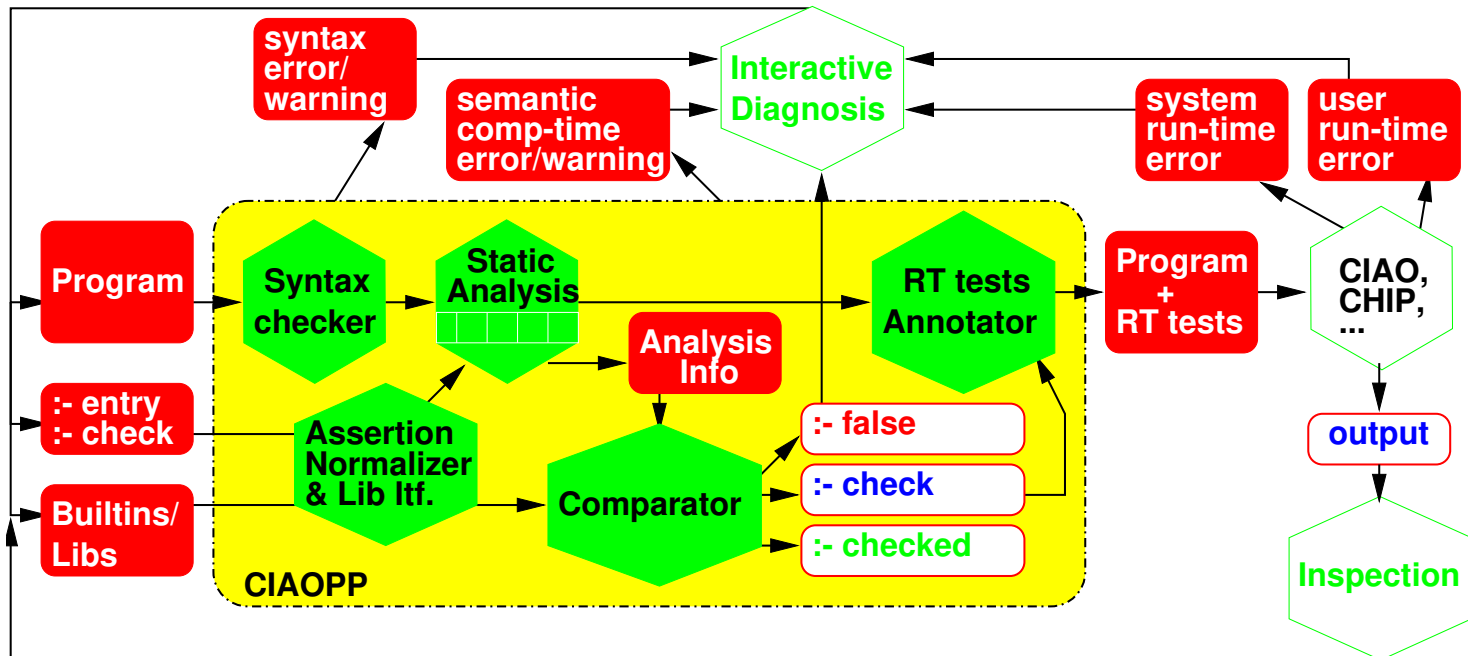 syntax
error/
warning
semantic
comp-time
error/warning
Interactive
Diagnosis
system
run-time
error
user
run-time
error
Program
Syntax
checker
Static
Analysis
RT tests
Annotator
Program
+
RT tests
CIAO,
CHIP,
...
Analysis
Info
:- entry
:- check
Assertion
Normalizer
& Lib Itf.
Comparator
:- false
:- check
:- checked
output
Builtins/
Libs
CIAOPP
Inspection